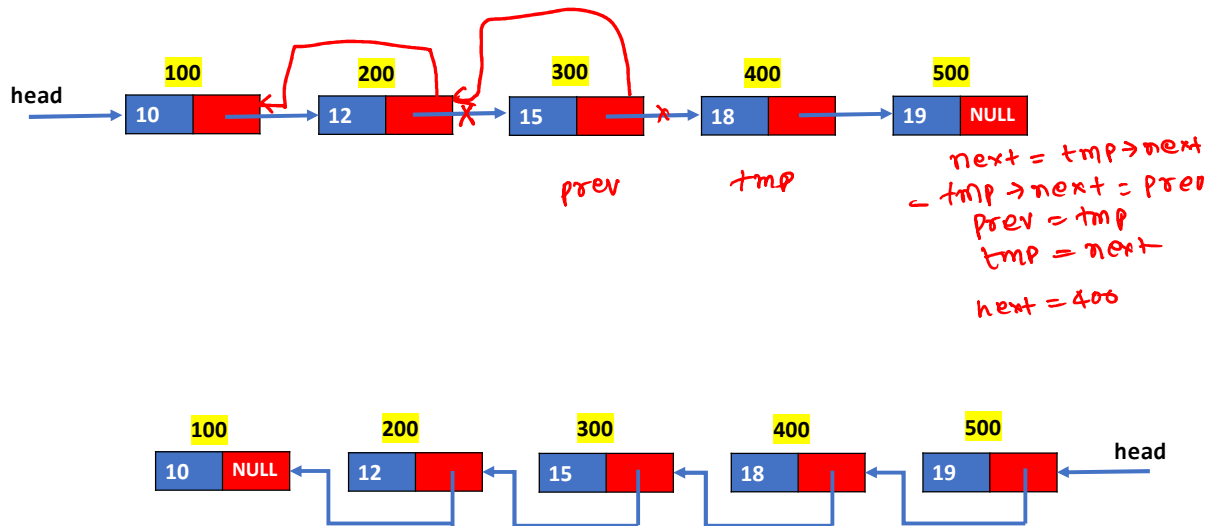 100 200 300 400 500
head
10 12 15 18 19 NULL
prev tmp
next = tmp→next
- tmp→next = prev
prev = tmp
tmp = next
next = 400
100 200 300 400 500
head
10 NULL 12 15 18 19